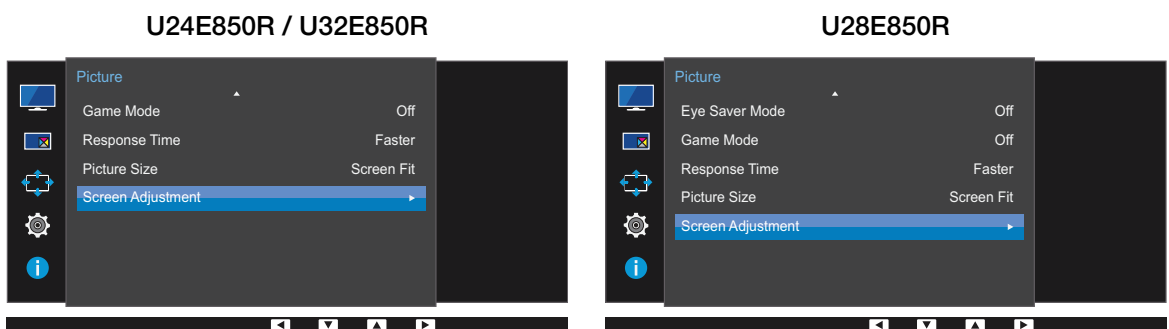 U24E850R / U32E850R
Picture
Game Mode Off
Response Time Faster
Picture Size Screen Fit
Screen Adjustment
U28E850R
Picture
Eye Saver Mode Off
Game Mode Off
Response Time Faster
Picture Size Screen Fit
Screen Adjustment